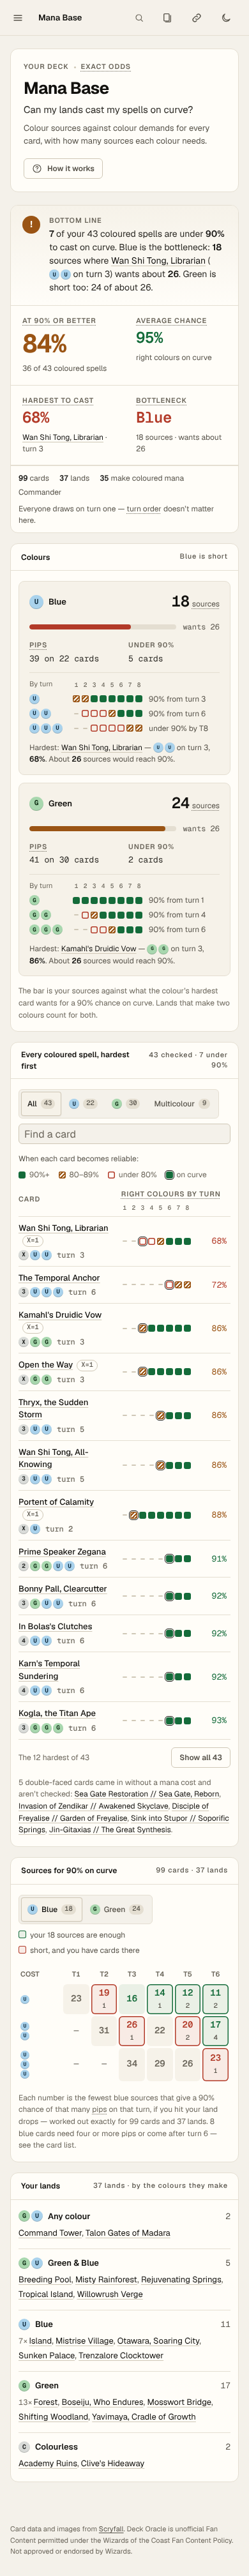 Mana Base
YOUR DECK · EXACT ODDS
Mana Base
Can my lands cast my spells on curve?
Colour sources against colour demands for every
card, with how many sources each colour needs.
How it works
! BOTTOM LINE
7 of your 43 coloured spells are under 90%
to cast on curve. Blue is the bottleneck: 18
sources where Wan Shi Tong, Librarian (
U U on turn 3) wants about 26. Green is
short too: 24 of about 26.
AT 90% OR BETTER
84%
36 of 43 coloured spells
AVERAGE CHANCE
95%
right colours on curve
HARDEST TO CAST
68%
Wan Shi Tong, Librarian ·
turn 3
BOTTLENECK
Blue
18 sources · wants about
26
99 cards 37 lands 35 make coloured mana
Commander
Everyone draws on turn one — turn order doesn't matter
here.
Colours Blue is short
U Blue 18 sources
wants 26
PIPS UNDER 90%
39 on 22 cards 5 cards
By turn 1 2 3 4 5 6 7 8
U 90% from turn 3
U U – 90% from turn 6
U U U – – under 90% by T8
Hardest: Wan Shi Tong, Librarian — U U on turn 3,
68%. About 26 sources would reach 90%.
G Green 24 sources
wants 26
PIPS UNDER 90%
41 on 30 cards 2 cards
By turn 1 2 3 4 5 6 7 8
G 90% from turn 1
G G – 90% from turn 4
G G G – – 90% from turn 6
Hardest: Kamahl's Druidic Vow — G G on turn 3,
86%. About 26 sources would reach 90%.
The bar is your sources against what the colour's hardest
card wants for a 90% chance on curve. Lands that make two
colours count for both.
Every coloured spell, hardest 43 checked · 7 under
first 90%
All 43 U 22 G 30 Multicolour 9
Find a card
When each card becomes reliable:
90%+ 80–89% under 80% on curve
CARD RIGHT COLOURS BY TURN
1 2 3 4 5 6 7 8
Wan Shi Tong, Librarian
X=1 – – 68%
X U U turn 3
The Temporal Anchor
3 U U U turn 6 – – – – – 72%
Kamahl's Druidic Vow
X=1 – – 86%
X G G turn 3
Open the Way X=1
X G G turn 3 – – 86%
Thryx, the Sudden
Storm – – – – 86%
3 U U turn 5
Wan Shi Tong, All-
Knowing – – – – 86%
3 U U turn 5
Portent of Calamity
X=1 – 88%
X U turn 2
Prime Speaker Zegana
2 G G U U turn 6 – – – – – 91%
Bonny Pall, Clearcutter
3 G U U turn 6 – – – – – 92%
In Bolas's Clutches
4 U U turn 6 – – – – – 92%
Karn's Temporal
Sundering – – – – – 92%
4 U U turn 6
Kogla, the Titan Ape
3 G G G turn 6 – – – – – 93%
The 12 hardest of 43 Show all 43
5 double-faced cards came in without a mana cost and
aren't checked: Sea Gate Restoration // Sea Gate, Reborn,
Invasion of Zendikar // Awakened Skyclave, Disciple of
Freyalise // Garden of Freyalise, Sink into Stupor // Soporific
Springs, Jin-Gitaxias // The Great Synthesis.
Sources for 90% on curve 99 cards · 37 lands
U Blue 18 G Green 24
your 18 sources are enough
short, and you have cards there
COST T1 T2 T3 T4 T5 T6
U 23 19 1 16 14 1 12 2 11 2
U U – 31 26 1 22 20 2 17 4
U U U – – 34 29 26 23 1
Each number is the fewest blue sources that give a 90%
chance of that many pips on that turn, if you hit your land
drops — worked out exactly for 99 cards and 37 lands. 8
blue cards need four or more pips or come after turn 6 —
see the card list.
Your lands 37 lands · by the colours they make
G U Any colour 2
Command Tower, Talon Gates of Madara
G U Green & Blue 5
Breeding Pool, Misty Rainforest, Rejuvenating Springs,
Tropical Island, Willowrush Verge
U Blue 11
7× Island, Mistrise Village, Otawara, Soaring City,
Sunken Palace, Trenzalore Clocktower
G Green 17
13× Forest, Boseiju, Who Endures, Mosswort Bridge,
Shifting Woodland, Yavimaya, Cradle of Growth
C Colourless 2
Academy Ruins, Clive's Hideaway
Card data and images from Scryfall. Deck Oracle is unofficial Fan
Content permitted under the Wizards of the Coast Fan Content Policy.
Not approved or endorsed by Wizards.